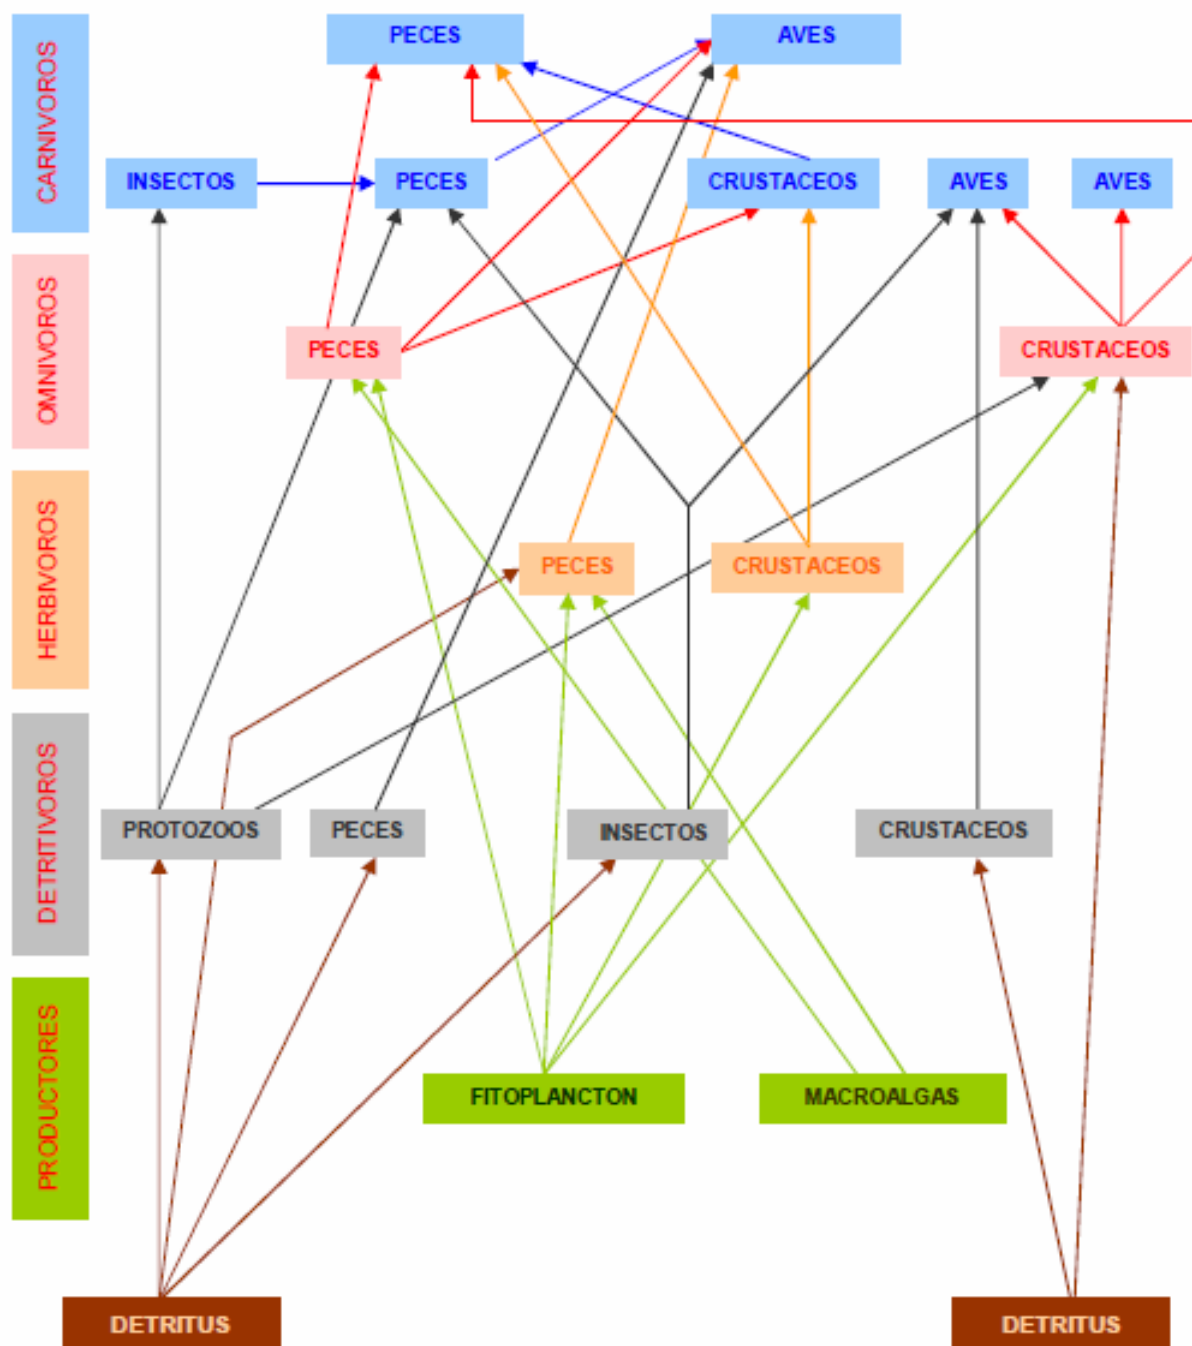 PECES
AVES
CARNIVOROS
INSECTOS
PECES
CRUSTACEOS
AVES
AVES
OMNIVOROS
PECES
CRUSTACEOS
HERBIVOROS
PECES
CRUSTACEOS
DETRITIVOROS
PROTOZOOS
PECES
INSECTOS
CRUSTACEOS
PRODUCTORES
FITOPLANCTON
MACROALGAS
DETRITUS
DETRITUS